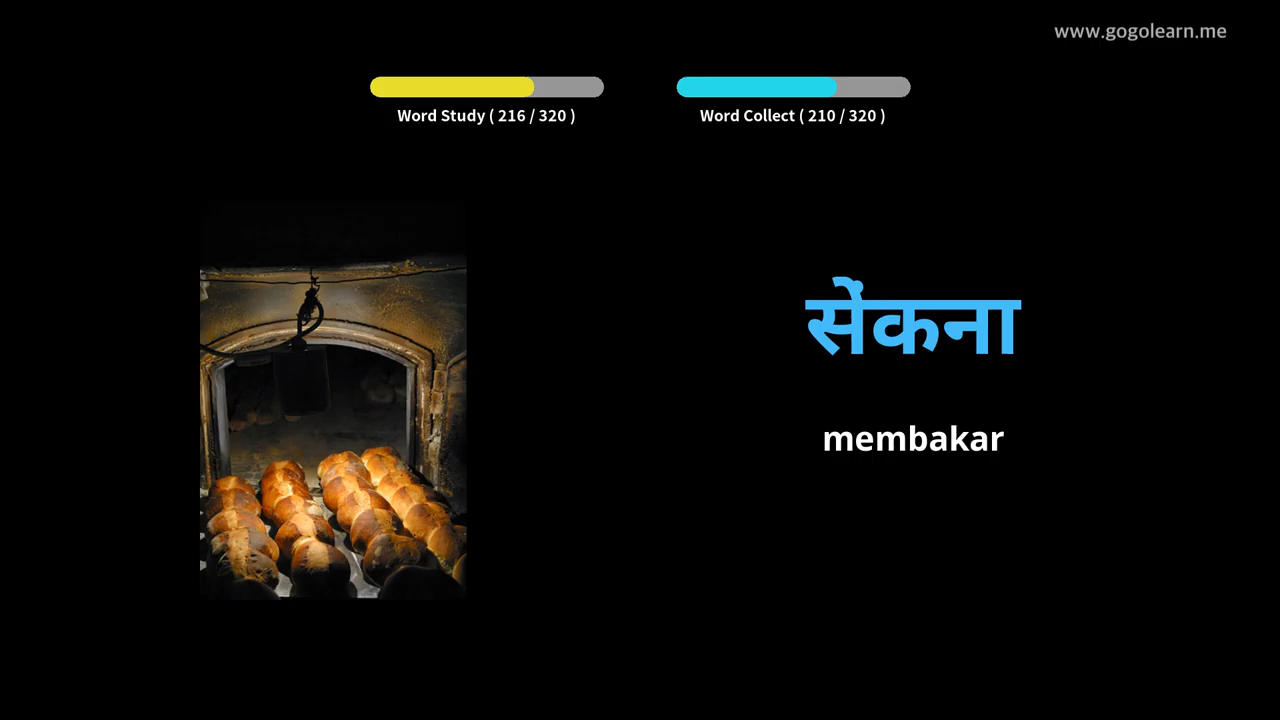 www.gogolearn.me
Word Study ( 216 / 320 )
Word Collect ( 210 / 320 )
सेंकना
membakar